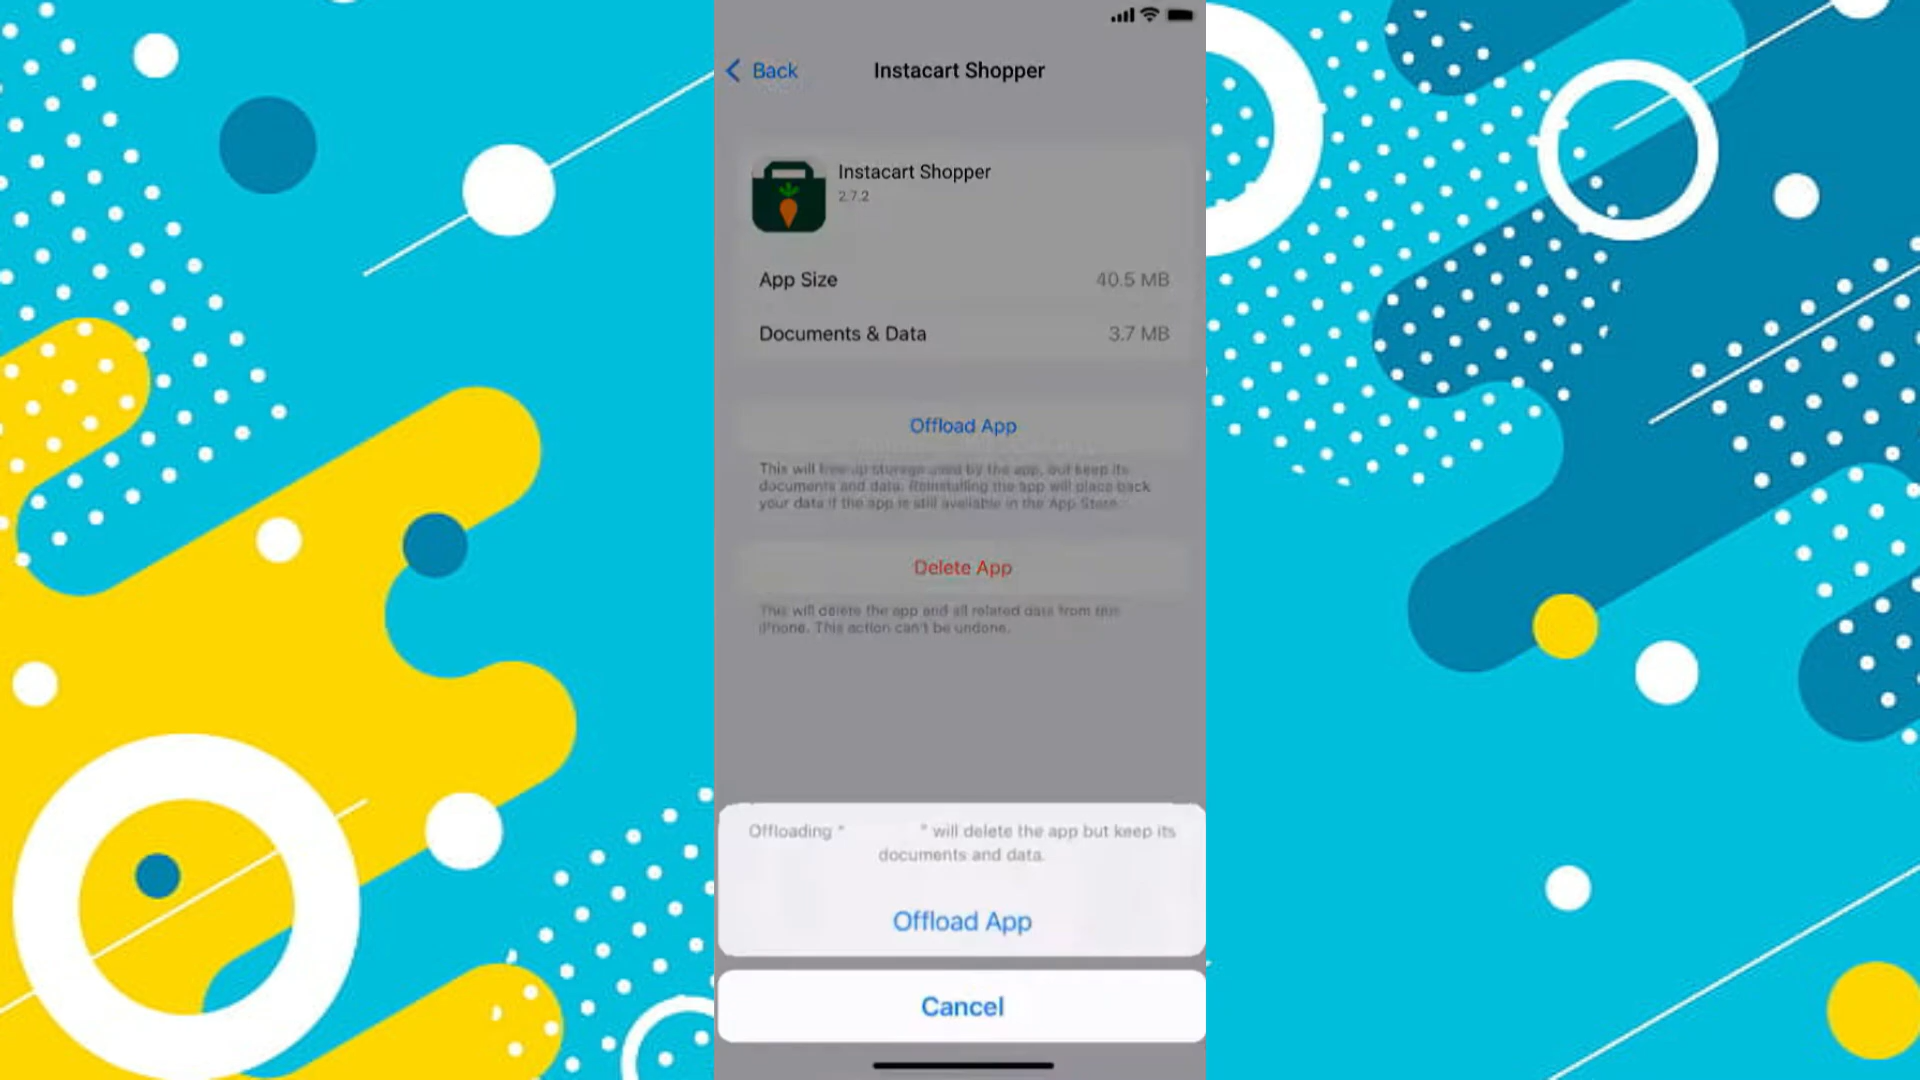 Back
Instacart Shopper
Instacart Shopper
2.7.2
App Size
40.5 MB
Documents & Data
3.7 MB
Offload App
This will free up storage used by the app, but keep its
documents and data. Reinstalling the app will place back
your data if the app is still available in the App Store.
Delete App
This will delete the app and all related data from this
iPhone. This action can't be undone.
Offloading " " will delete the app but keep its
documents and data.
Offload App
Cancel